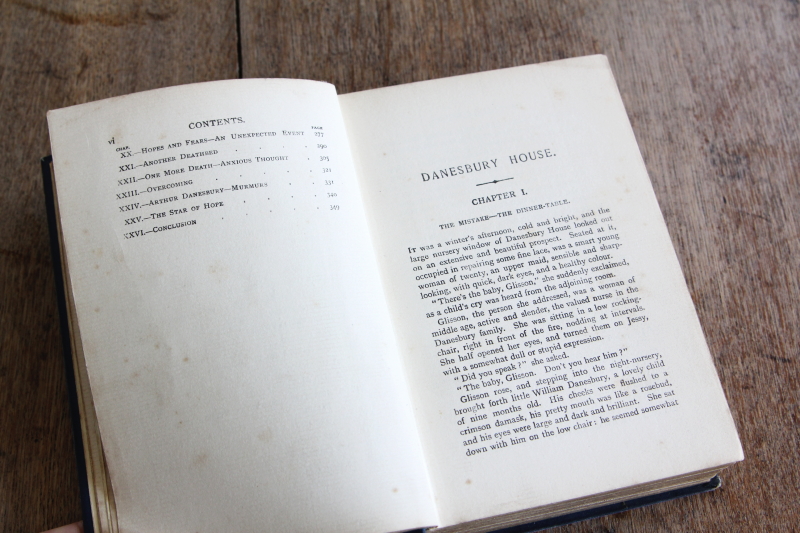 vi
CONTENTS.
CHAP. PAGE
XX.—Hopes and Fears—An Unexpected Event 277
XXI.—Another Deathbed 290
XXII.—One More Death—Anxious Thought 305
XXIII.—Overcoming 321
XXIV.—Arthur Danesbury—Murmurs 331
XXV.—The Star of Hope 340
XXVI.—Conclusion 349
DANESBURY HOUSE.
CHAPTER I.
THE MISTAKE—THE DINNER-TABLE.
It was a winter's afternoon, cold and bright, and the
large nursery window of Danesbury House looked out
on an extensive and beautiful prospect. Seated at it,
occupied in repairing some fine lace, was a smart young
woman of twenty, an upper maid, sensible and sharp-
looking, with quick, dark eyes, and a healthy colour.
"There's the baby, Glisson," she suddenly exclaimed,
as a child's cry was heard from the adjoining room.
Glisson, the person she addressed, was a woman of
middle age, active and slender, the valued nurse in the
Danesbury family. She was sitting in a low rocking-
chair, right in front of the fire, nodding at intervals.
She half opened her eyes, and turned them on Jessy,
with a somewhat dull or stupid expression.
"Did you speak?" she asked.
"The baby, Glisson. Don't you hear him?"
Glisson rose, and stepping into the night-nursery,
brought forth little William Danesbury, a lovely child
of nine months old. His cheeks were flushed to a
crimson damask, his pretty mouth was like a rosebud,
and his eyes were large and dark and brilliant. She sat
down with him on the low chair: he seemed somewhat